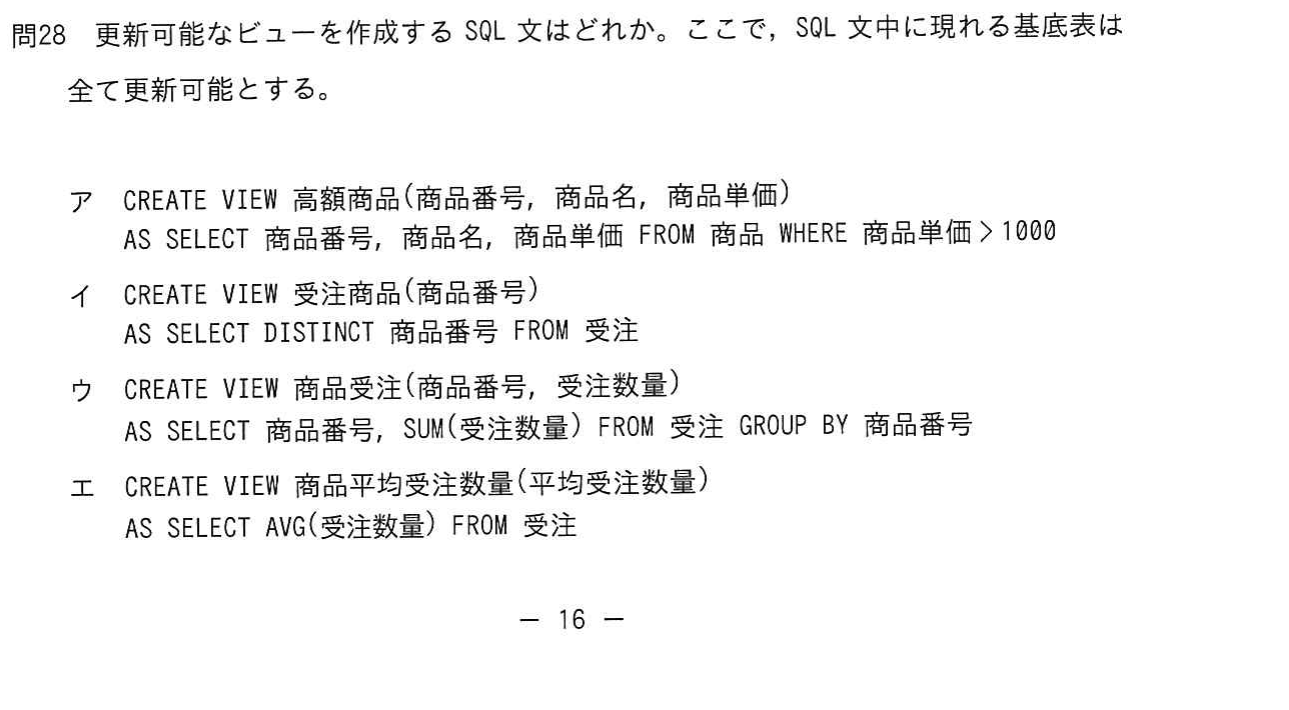 問28 更新可能なビューを作成する SQL 文はどれか。ここで，SQL 文中に現れる基底表は
全て更新可能とする。
ア CREATE VIEW 高額商品(商品番号, 商品名, 商品単価)
AS SELECT 商品番号, 商品名, 商品単価 FROM 商品 WHERE 商品単価＞1000
イ CREATE VIEW 受注商品(商品番号)
AS SELECT DISTINCT 商品番号 FROM 受注
ウ CREATE VIEW 商品受注(商品番号, 受注数量)
AS SELECT 商品番号, SUM(受注数量) FROM 受注 GROUP BY 商品番号
エ CREATE VIEW 商品平均受注数量(平均受注数量)
AS SELECT AVG(受注数量) FROM 受注
－ 16 －